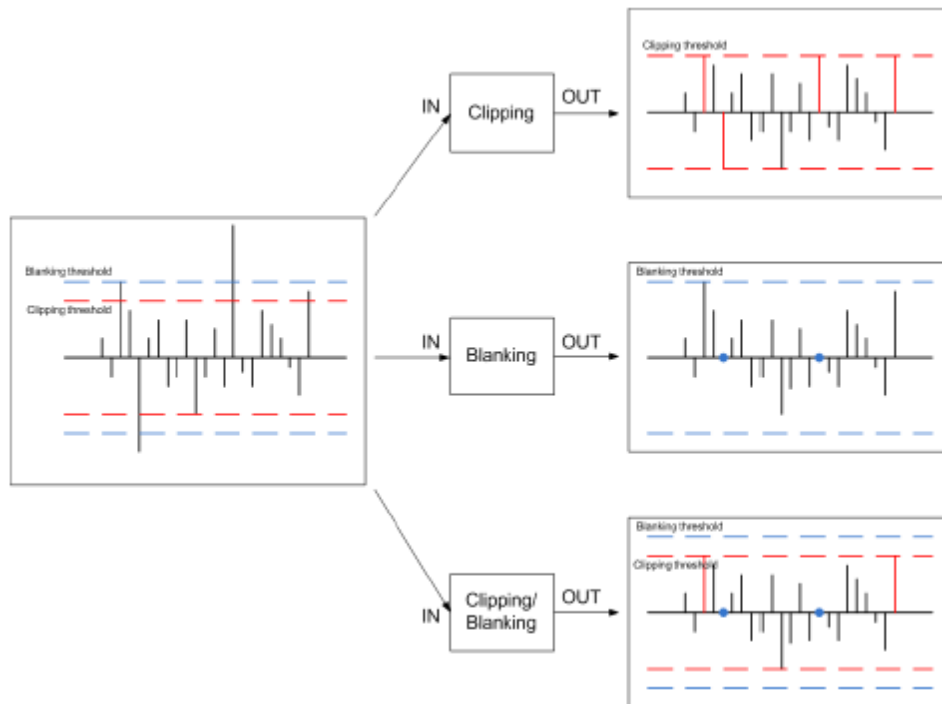 Clipping threshold
IN
Clipping
OUT
Blanking threshold
Clipping threshold
IN
Blanking
OUT
Blanking threshold
Blanking threshold
Clipping threshold
IN
Clipping/
Blanking
OUT